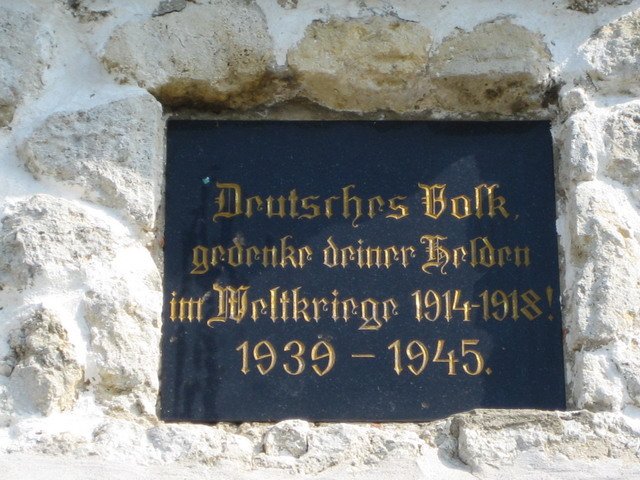 Deutsches Volk,
gedenke deiner Helden
im Weltkriege 1914-1918!
1939 – 1945.